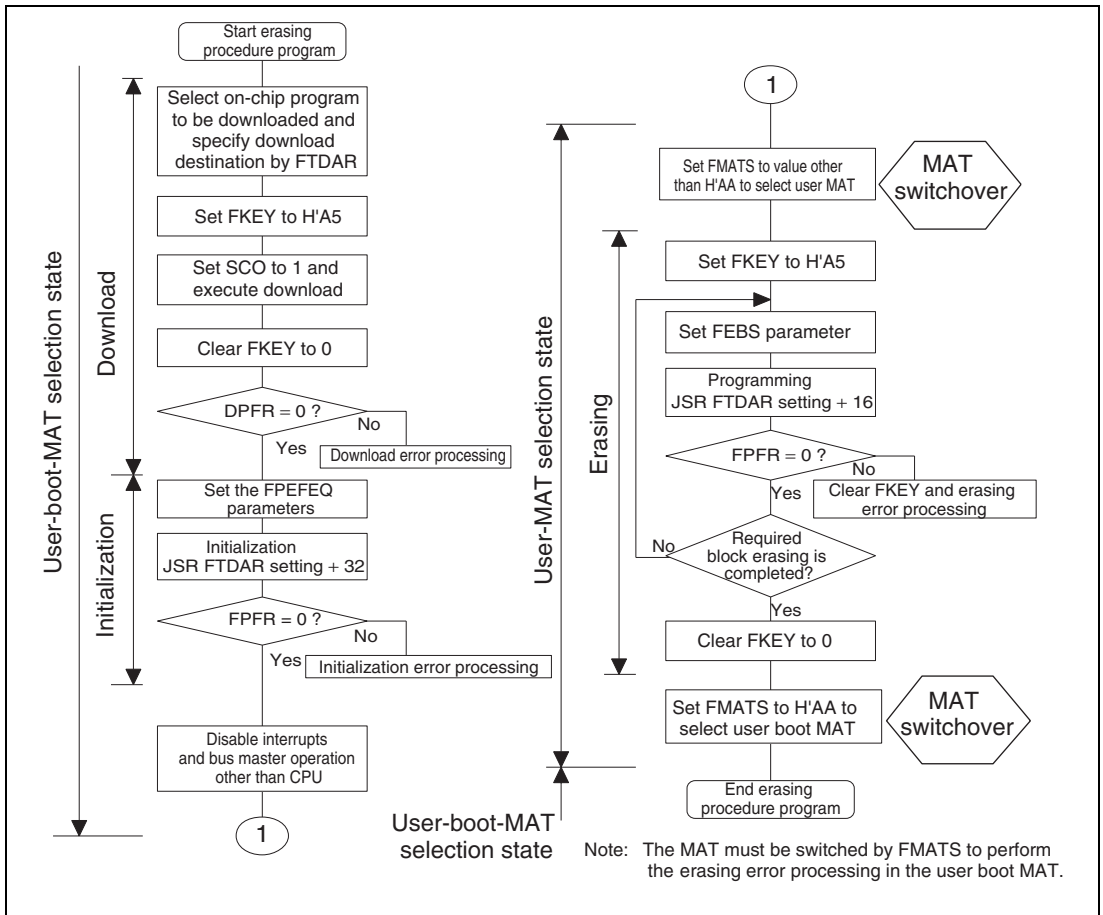 Start erasing
procedure program
Select on-chip program
to be downloaded and
specify download
destination by FTDAR
Set FKEY to H'A5
Set SCO to 1 and
execute download
Clear FKEY to 0
DPFR = 0 ?
No
Yes
Download error processing
Set the FPEFEQ
parameters
Initialization
JSR FTDAR setting + 32
FPFR = 0 ?
No
Yes
Initialization error processing
Disable interrupts
and bus master operation
other than CPU
1
Download
Initialization
User-boot-MAT selection state
1
Set FMATS to value other
than H'AA to select user MAT
MAT
switchover
Set FKEY to H'A5
Set FEBS parameter
Programming
JSR FTDAR setting + 16
FPFR = 0 ?
No
Yes
Clear FKEY and erasing
error processing
Required
block erasing is
completed?
No
Yes
Clear FKEY to 0
Set FMATS to H'AA to
select user boot MAT
MAT
switchover
End erasing
procedure program
Erasing
User-MAT selection state
User-boot-MAT
selection state
Note: The MAT must be switched by FMATS to perform
the erasing error processing in the user boot MAT.